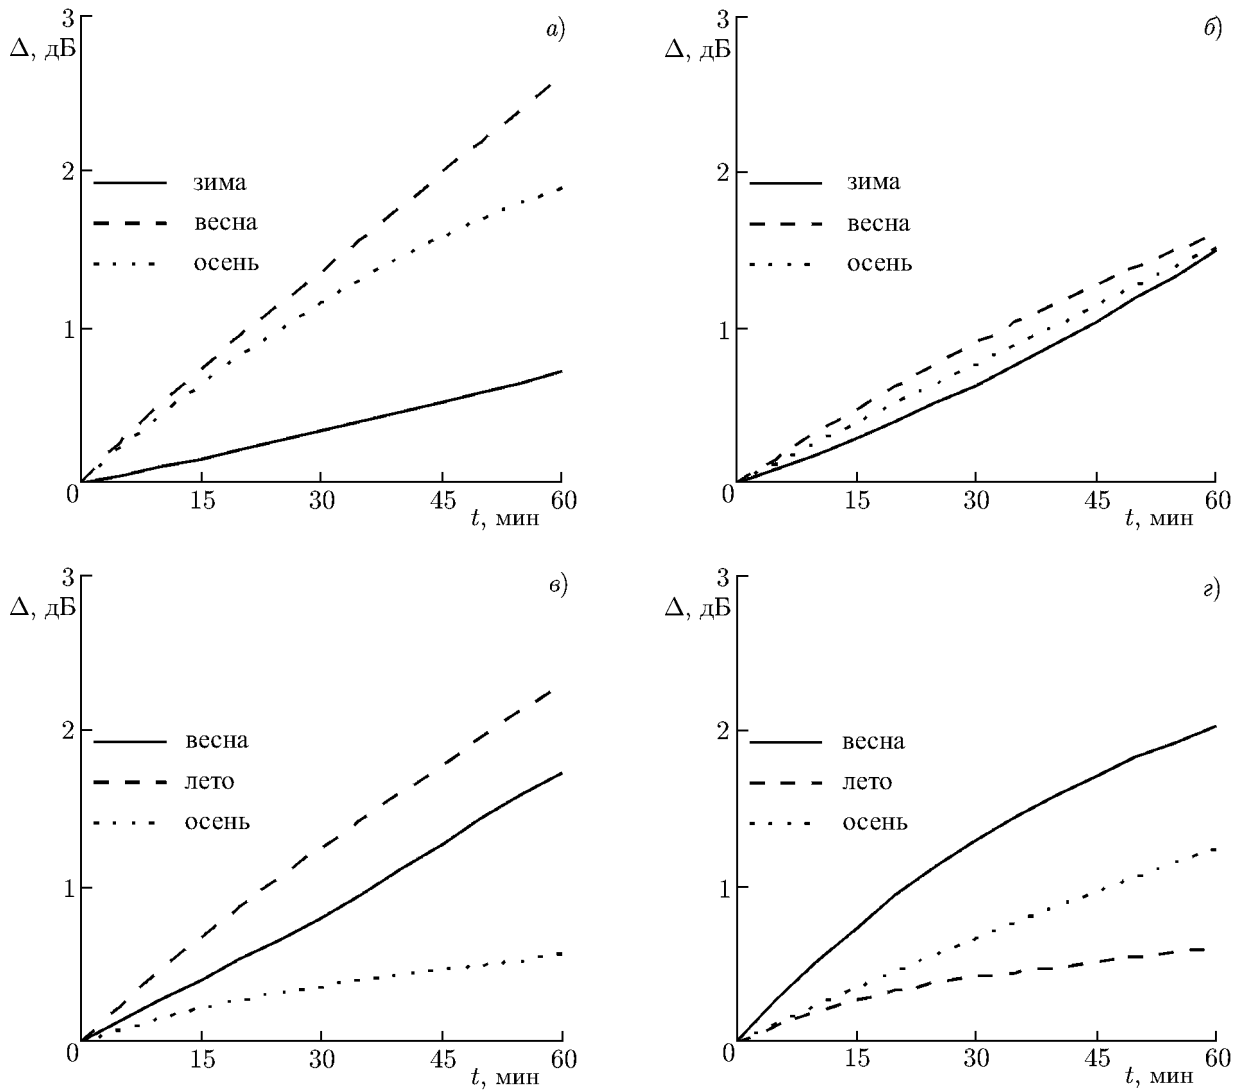 3
Δ, дБ
а)
2
зима
весна
осень
1
0
15
30
45
60
t, мин
3
Δ, дБ
б)
2
зима
весна
осень
1
0
15
30
45
60
t, мин
3
Δ, дБ
в)
2
весна
лето
осень
1
0
15
30
45
60
t, мин
3
Δ, дБ
г)
2
весна
лето
осень
1
0
15
30
45
60
t, мин